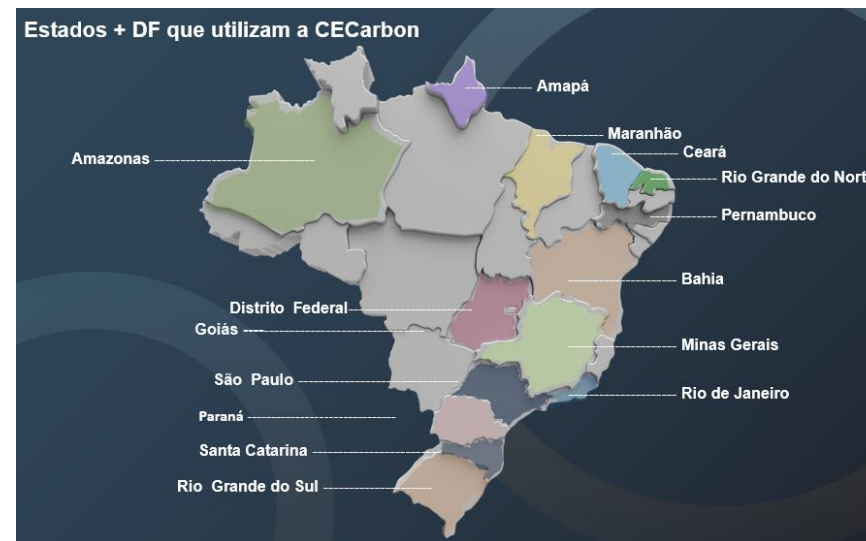 Estados + DF que utilizam a CECarbon
Amapá
Maranhão
Ceará
Amazonas
Rio Grande do Nort
Pernambuco
Bahia
Distrito Federal
Goiás
Minas Gerais
São Paulo
Rio de Janeiro
Paraná
Santa Catarina
Rio Grande do Sul